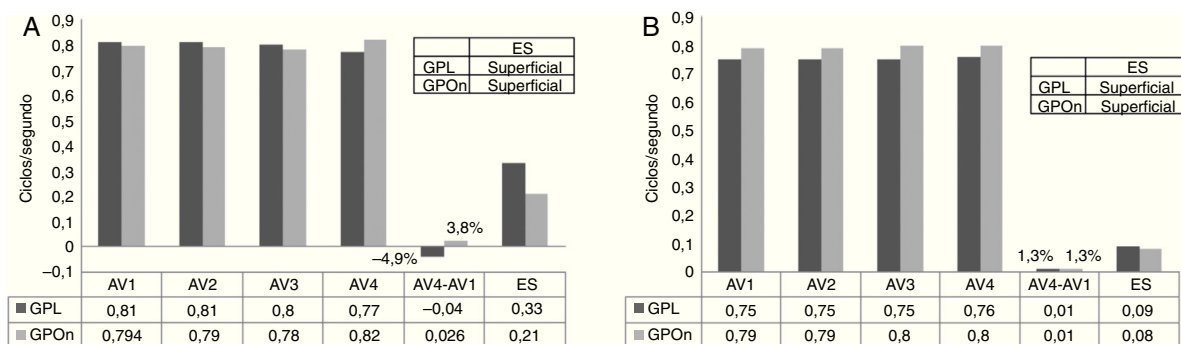 A
0,9
0,8
0,7
0,6
0,5
0,4
0,3
0,2
0,1
0
–0,1
Ciclos/segundo
ES
GPL Superficial
GPOn Superficial
–4,9% 3,8%
AV1 AV2 AV3 AV4 AV4-AV1 ES
GPL 0,81 0,81 0,8 0,77 –0,04 0,33
GPOn 0,794 0,79 0,78 0,82 0,026 0,21
B
0,9
0,8
0,7
0,6
0,5
0,4
0,3
0,2
0,1
0
Ciclos/segundo
ES
GPL Superficial
GPOn Superficial
1,3% 1,3%
AV1 AV2 AV3 AV4 AV4-AV1 ES
GPL 0,75 0,75 0,75 0,76 0,01 0,09
GPOn 0,79 0,79 0,8 0,8 0,01 0,08